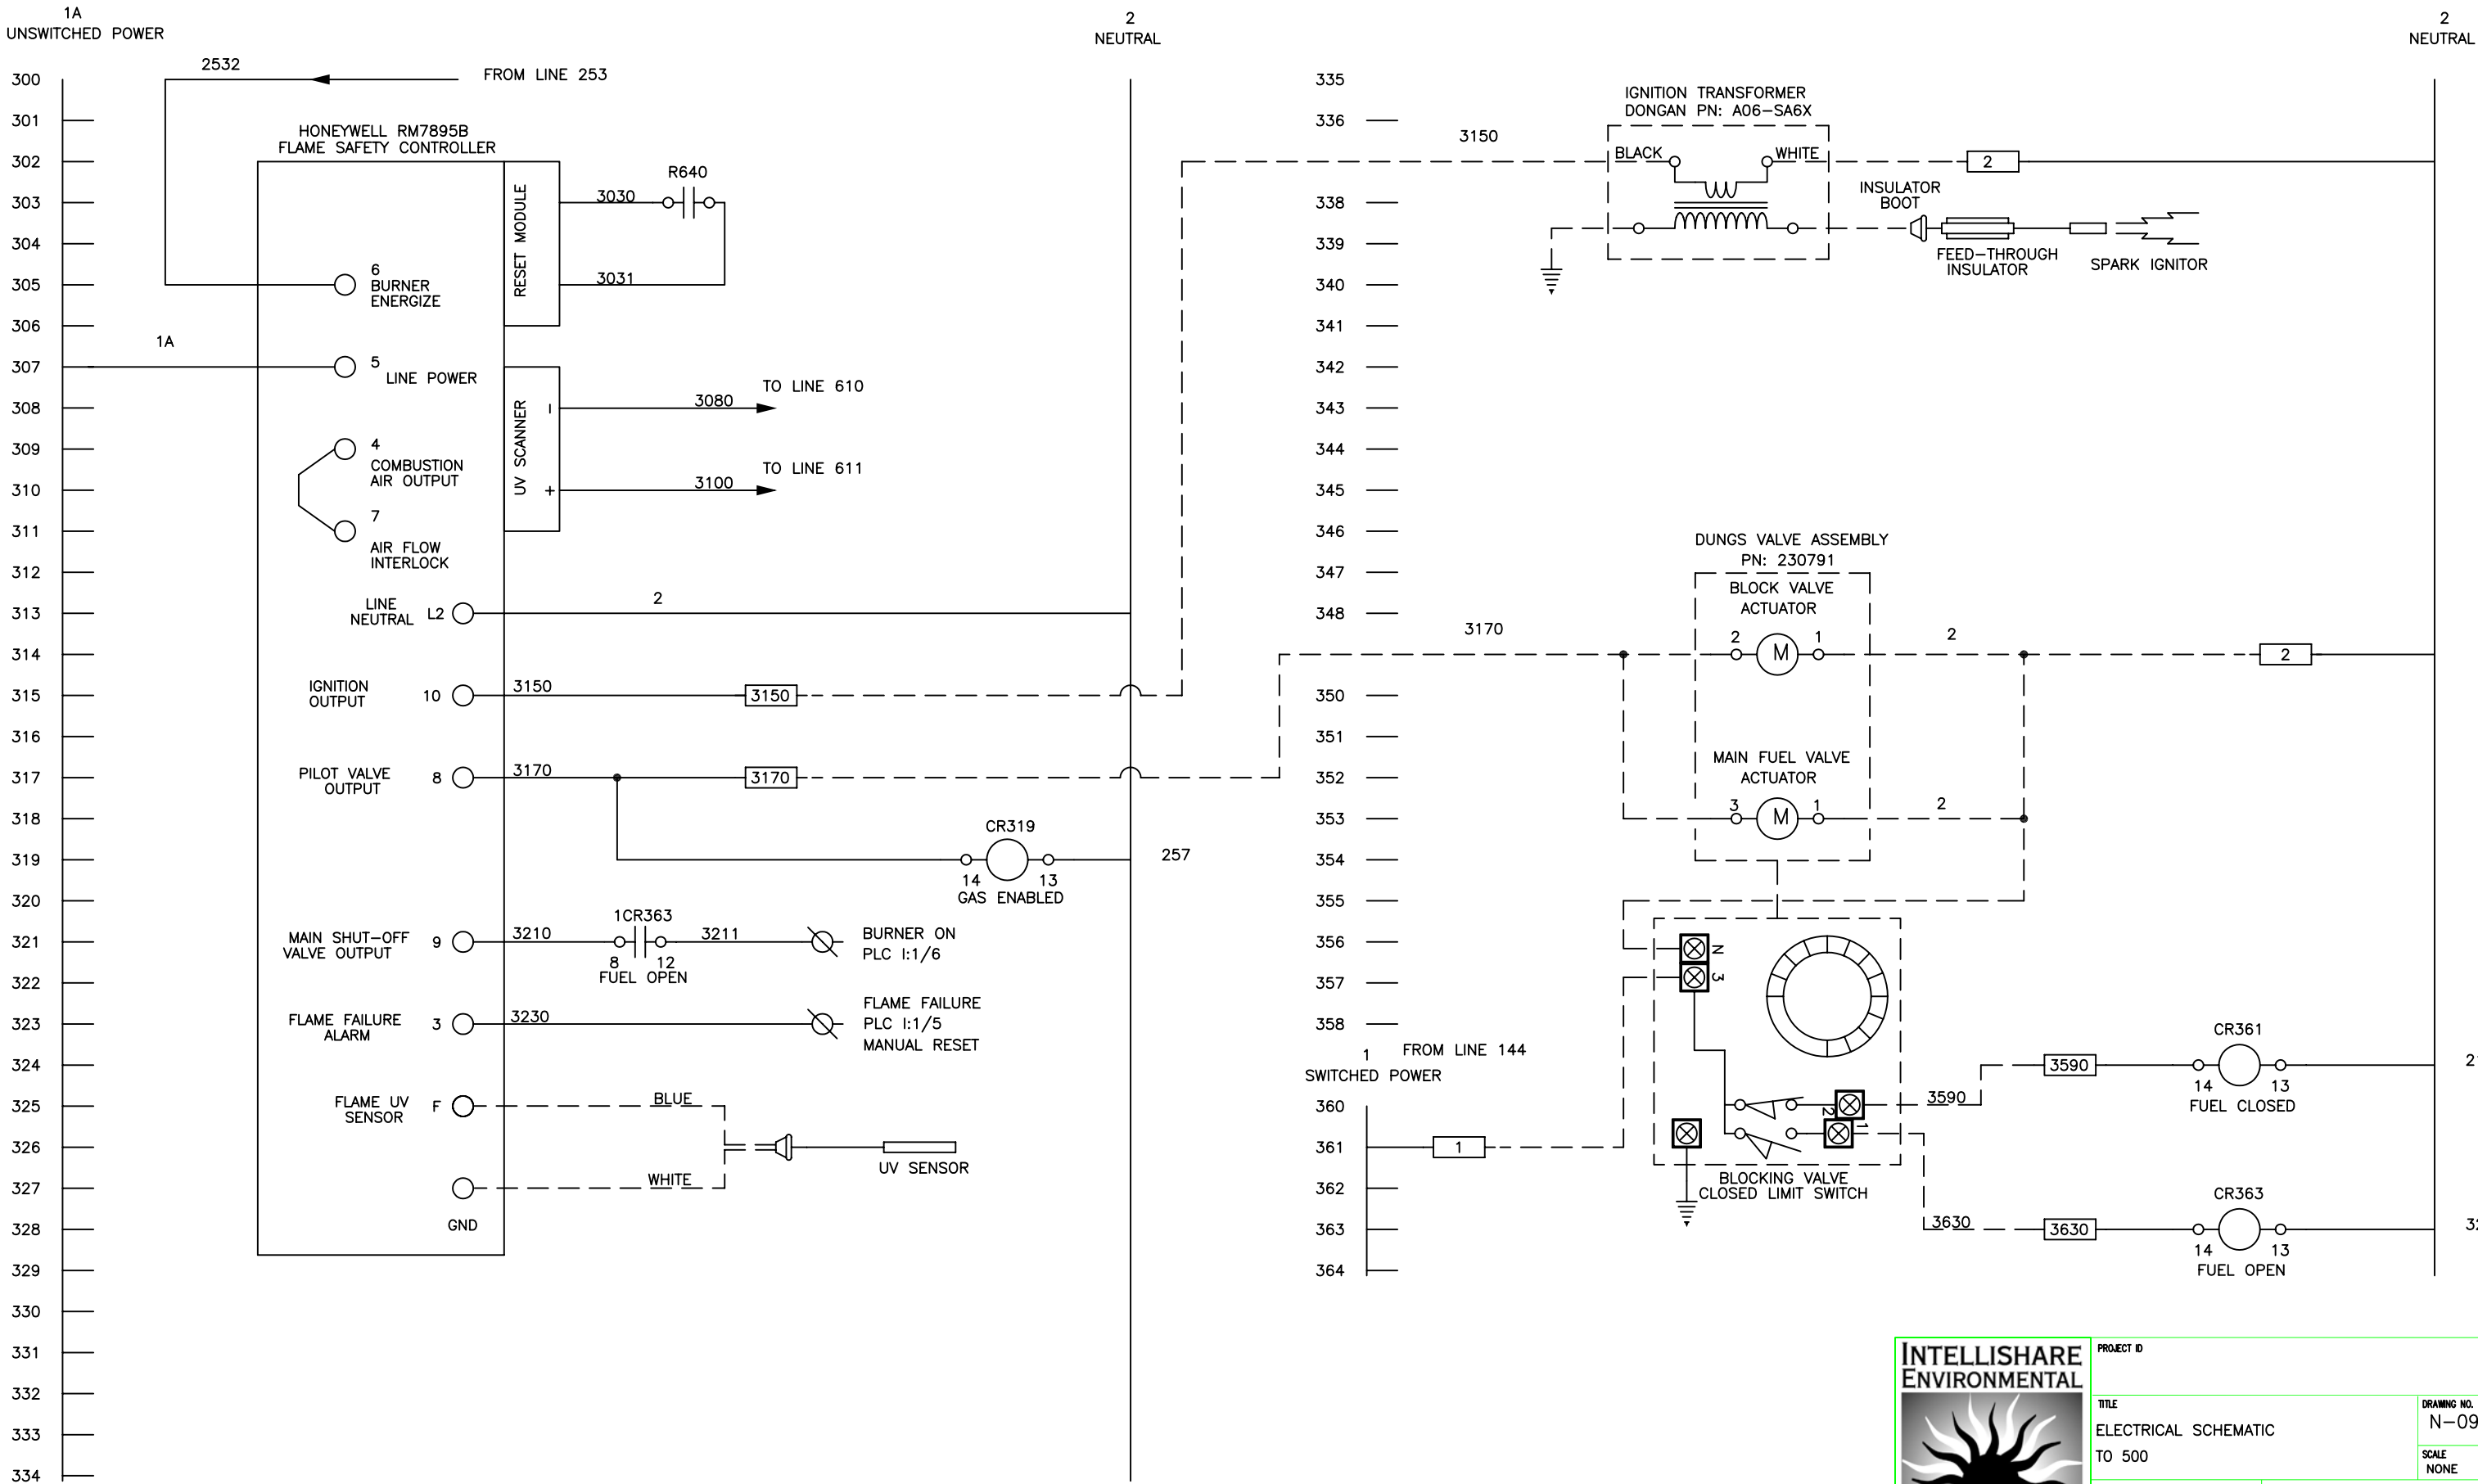 1A
UNSWITCHED POWER
2
NEUTRAL
2
NEUTRAL
300
301
302
303
304
305
306
307
308
309
310
311
312
313
314
315
316
317
318
319
320
321
322
323
324
325
326
327
328
329
330
331
332
333
334
2532
FROM LINE 253
HONEYWELL RM7895B
FLAME SAFETY CONTROLLER
RESET MODULE
3030
R640
3031
6
BURNER
ENERGIZE
1A
5
LINE POWER
UV SCANNER
-
+
3080
TO LINE 610
3100
TO LINE 611
4
COMBUSTION
AIR OUTPUT
7
AIR FLOW
INTERLOCK
LINE
NEUTRAL L2
2
IGNITION
OUTPUT
10
3150
3150
PILOT VALVE
OUTPUT
8
3170
3170
CR319
14 13
GAS ENABLED
257
MAIN SHUT-OFF
VALVE OUTPUT
9
3210
1CR363
8 12
FUEL OPEN
3211
BURNER ON
PLC I:1/6
FLAME FAILURE
ALARM
3
3230
FLAME FAILURE
PLC I:1/5
MANUAL RESET
FLAME UV
SENSOR
F
BLUE
WHITE
UV SENSOR
GND
335
336
338
339
340
341
342
343
344
345
346
347
348
350
351
352
353
354
355
356
357
358
1
FROM LINE 144
SWITCHED POWER
360
361
362
363
364
IGNITION TRANSFORMER
DONGAN PN: A06-SA6X
3150
BLACK
WHITE
2
INSULATOR
BOOT
FEED-THROUGH
INSULATOR
SPARK IGNITOR
DUNGS VALVE ASSEMBLY
PN: 230791
BLOCK VALVE
ACTUATOR
3170
2
M
1
2
2
MAIN FUEL VALVE
ACTUATOR
3
M
1
2
N
3
2
1
1
BLOCKING VALVE
CLOSED LIMIT SWITCH
3590
3590
CR361
14 13
FUEL CLOSED
3630
3630
CR363
14 13
FUEL OPEN
INTELLISHARE
ENVIRONMENTAL
PROJECT ID
TITLE
ELECTRICAL SCHEMATIC
TO 500
DRAWING NO.
N-09
SCALE
NONE